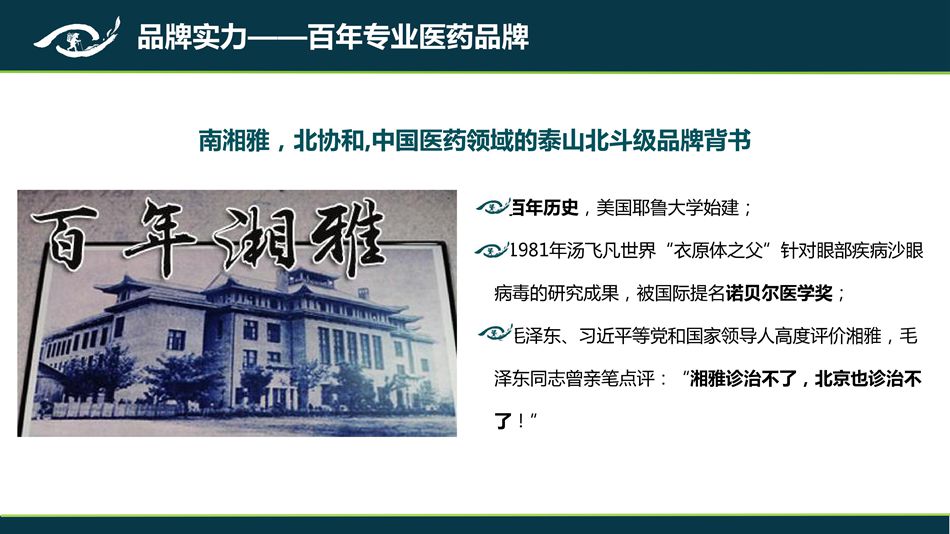 品牌实力——百年专业医药品牌
南湘雅，北协和,中国医药领域的泰山北斗级品牌背书
百年湘雅
百年历史，美国耶鲁大学始建；
1981年汤飞凡世界“衣原体之父”针对眼部疾病沙眼
病毒的研究成果，被国际提名诺贝尔医学奖；
毛泽东、习近平等党和国家领导人高度评价湘雅，毛
泽东同志曾亲笔点评：“湘雅诊治不了，北京也诊治不
了！”